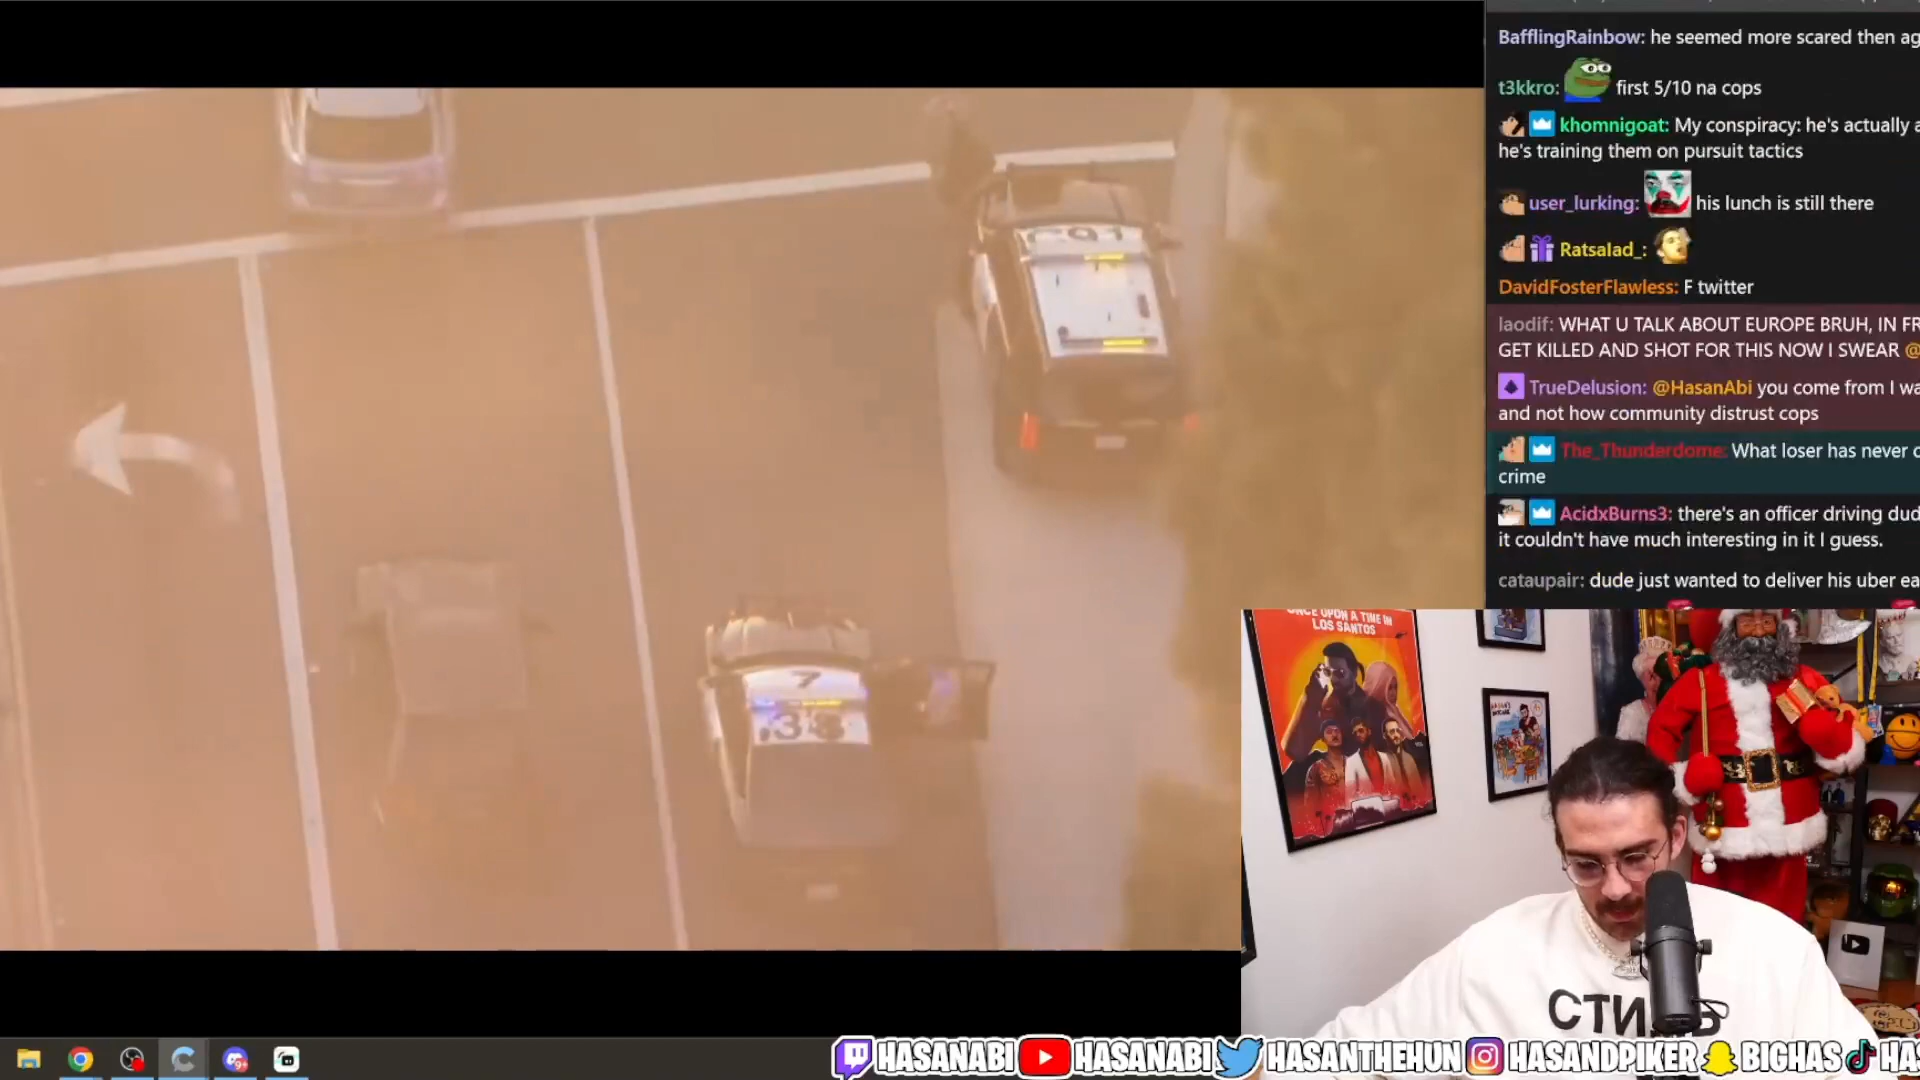 BafflingRainbow: he seemed more scared then ag
t3kkro: first 5/10 na cops
khomnigoat: My conspiracy: he's actually a
he's training them on pursuit tactics
user_lurking: his lunch is still there
Ratsalad_:
DavidFosterFlawless: F twitter
laodif: WHAT U TALK ABOUT EUROPE BRUH, IN FR
GET KILLED AND SHOT FOR THIS NOW I SWEAR @
TrueDelusion: @HasanAbi you come from I wa
and not how community distrust cops
The_Thunderdome: What loser has never c
crime
AcidxBurns3: there's an officer driving dud
it couldn't have much interesting in it I guess.
cataupair: dude just wanted to deliver his uber ea
7
38
ONCE UPON A TIME IN
LOS SANTOS
HASANABI HASANABI HASANTHEHUN HASANDPIKER BIGHAS HAS